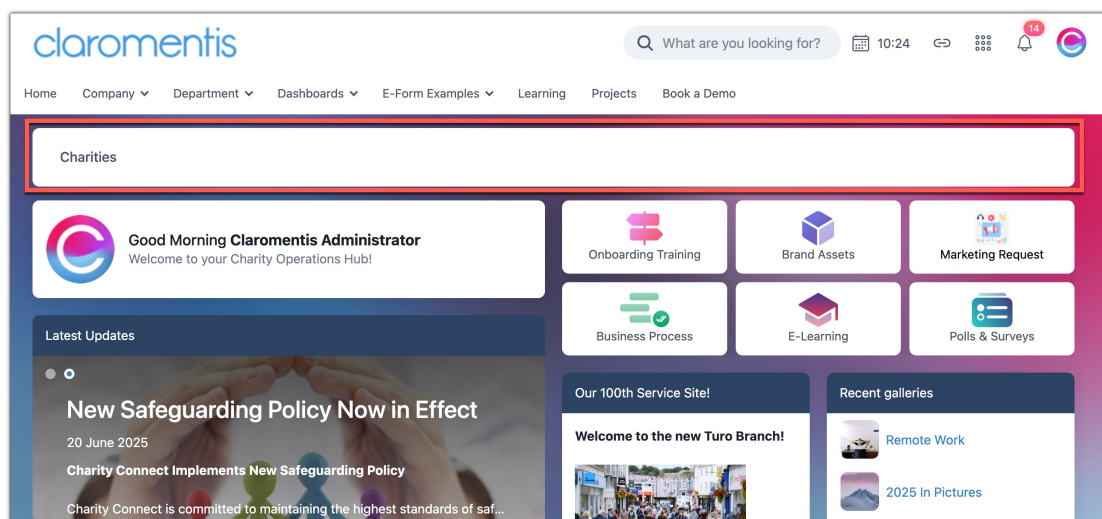 claromentis
What are you looking for?
10:24
14
Home
Company
Department
Dashboards
E-Form Examples
Learning
Projects
Book a Demo
Charities
Good Morning Claromentis Administrator
Welcome to your Charity Operations Hub!
Onboarding Training
Brand Assets
Marketing Request
Business Process
E-Learning
Polls & Surveys
Latest Updates
New Safeguarding Policy Now in Effect
20 June 2025
Charity Connect Implements New Safeguarding Policy
Charity Connect is committed to maintaining the highest standards of saf...
Our 100th Service Site!
Welcome to the new Turo Branch!
Recent galleries
Remote Work
2025 In Pictures